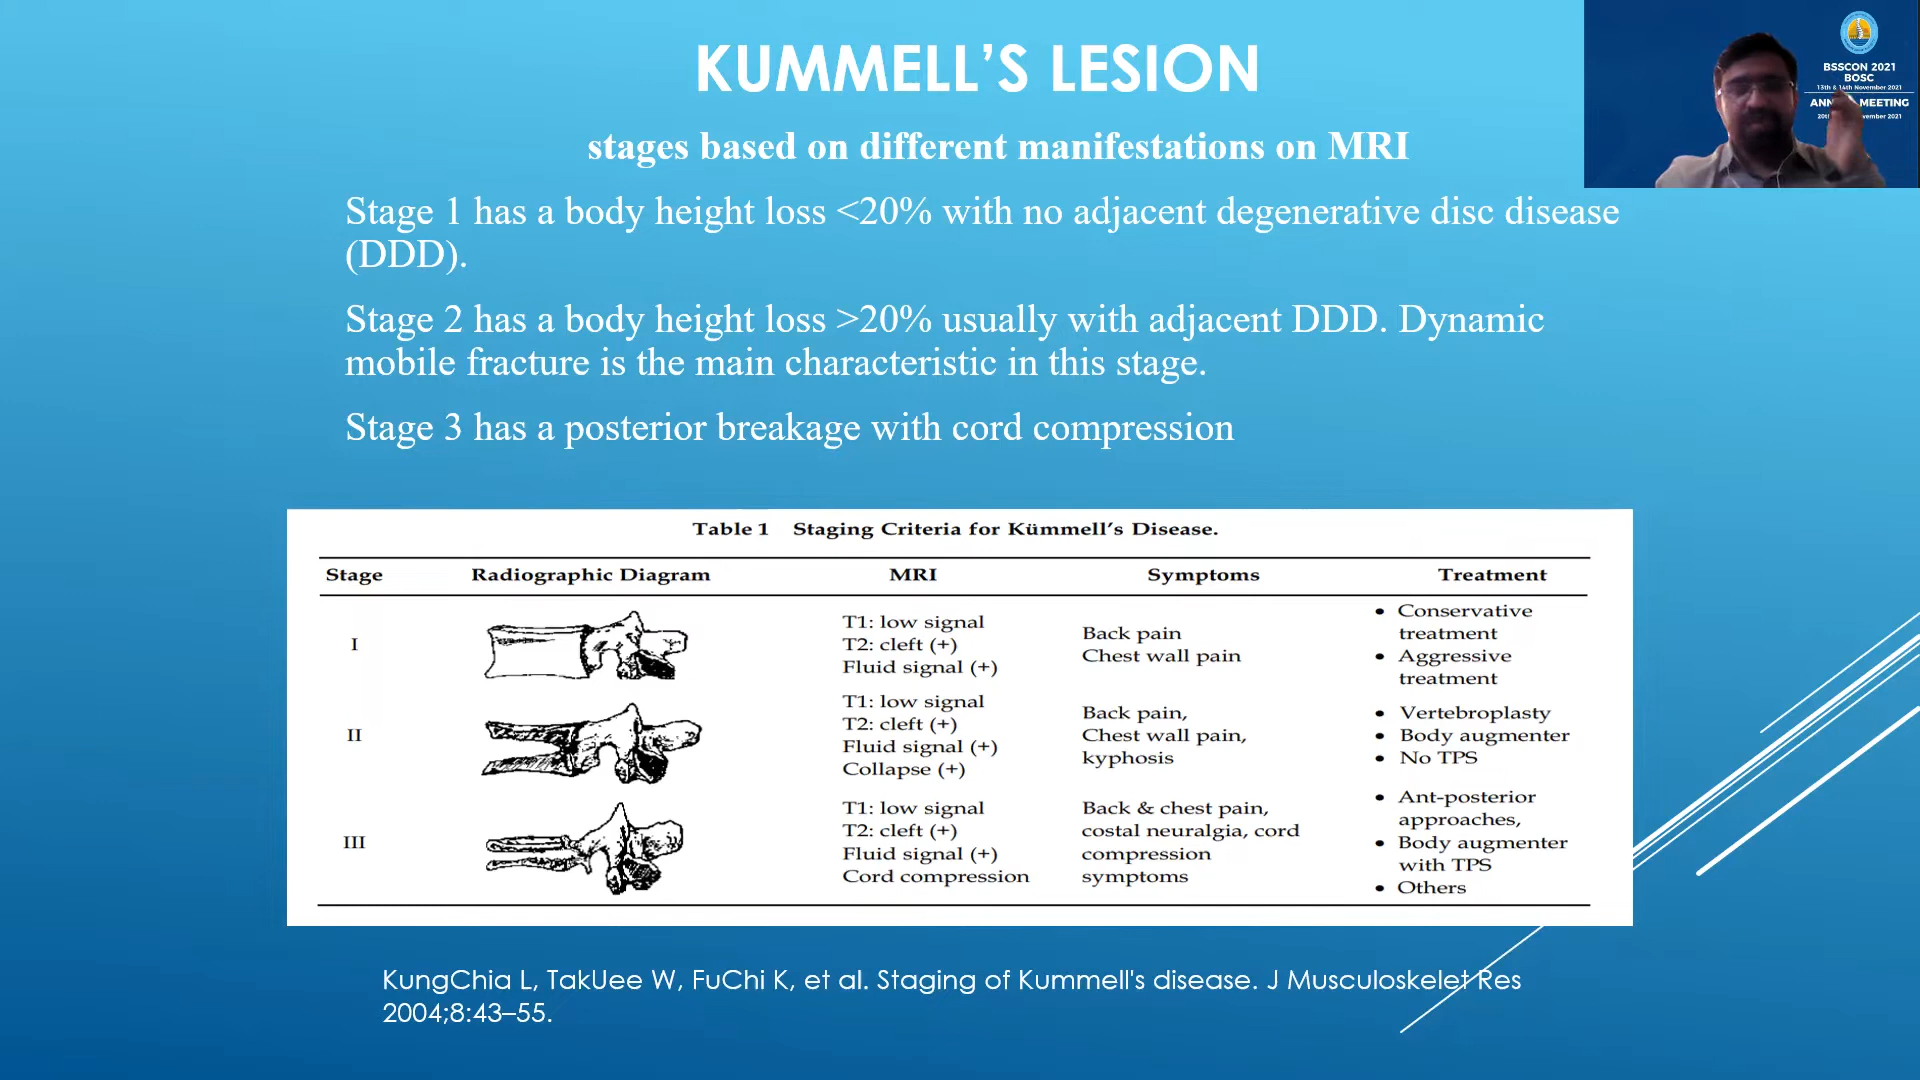 KUMMELL'S LESION
BSSCON 2021
BOSC
13th & 14th November 2021
MEETING
stages based on different manifestations on MRI
Stage 1 has a body height loss <20% with no adjacent degenerative disc disease
(DDD).
Stage 2 has a body height loss >20% usually with adjacent DDD. Dynamic
mobile fracture is the main characteristic in this stage.
Stage 3 has a posterior breakage with cord compression
Table 1 Staging Criteria for Kümmell's Disease.
Stage Radiographic Diagram MRI Symptoms Treatment
I
T1: low signal
T2: cleft (+)
Fluid signal (+)
Back pain
Chest wall pain
• Conservative
treatment
• Aggressive
treatment
II
T1: low signal
T2: cleft (+)
Fluid signal (+)
Collapse (+)
Back pain,
Chest wall pain,
kyphosis
• Vertebroplasty
• Body augmenter
• No TPS
III
T1: low signal
T2: cleft (+)
Fluid signal (+)
Cord compression
Back & chest pain,
costal neuralgia, cord
compression
symptoms
• Ant-posterior
approaches,
• Body augmenter
with TPS
• Others
KungChia L, TakUee W, FuChi K, et al. Staging of Kummell's disease. J Musculoskelet Res
2004;8:43–55.